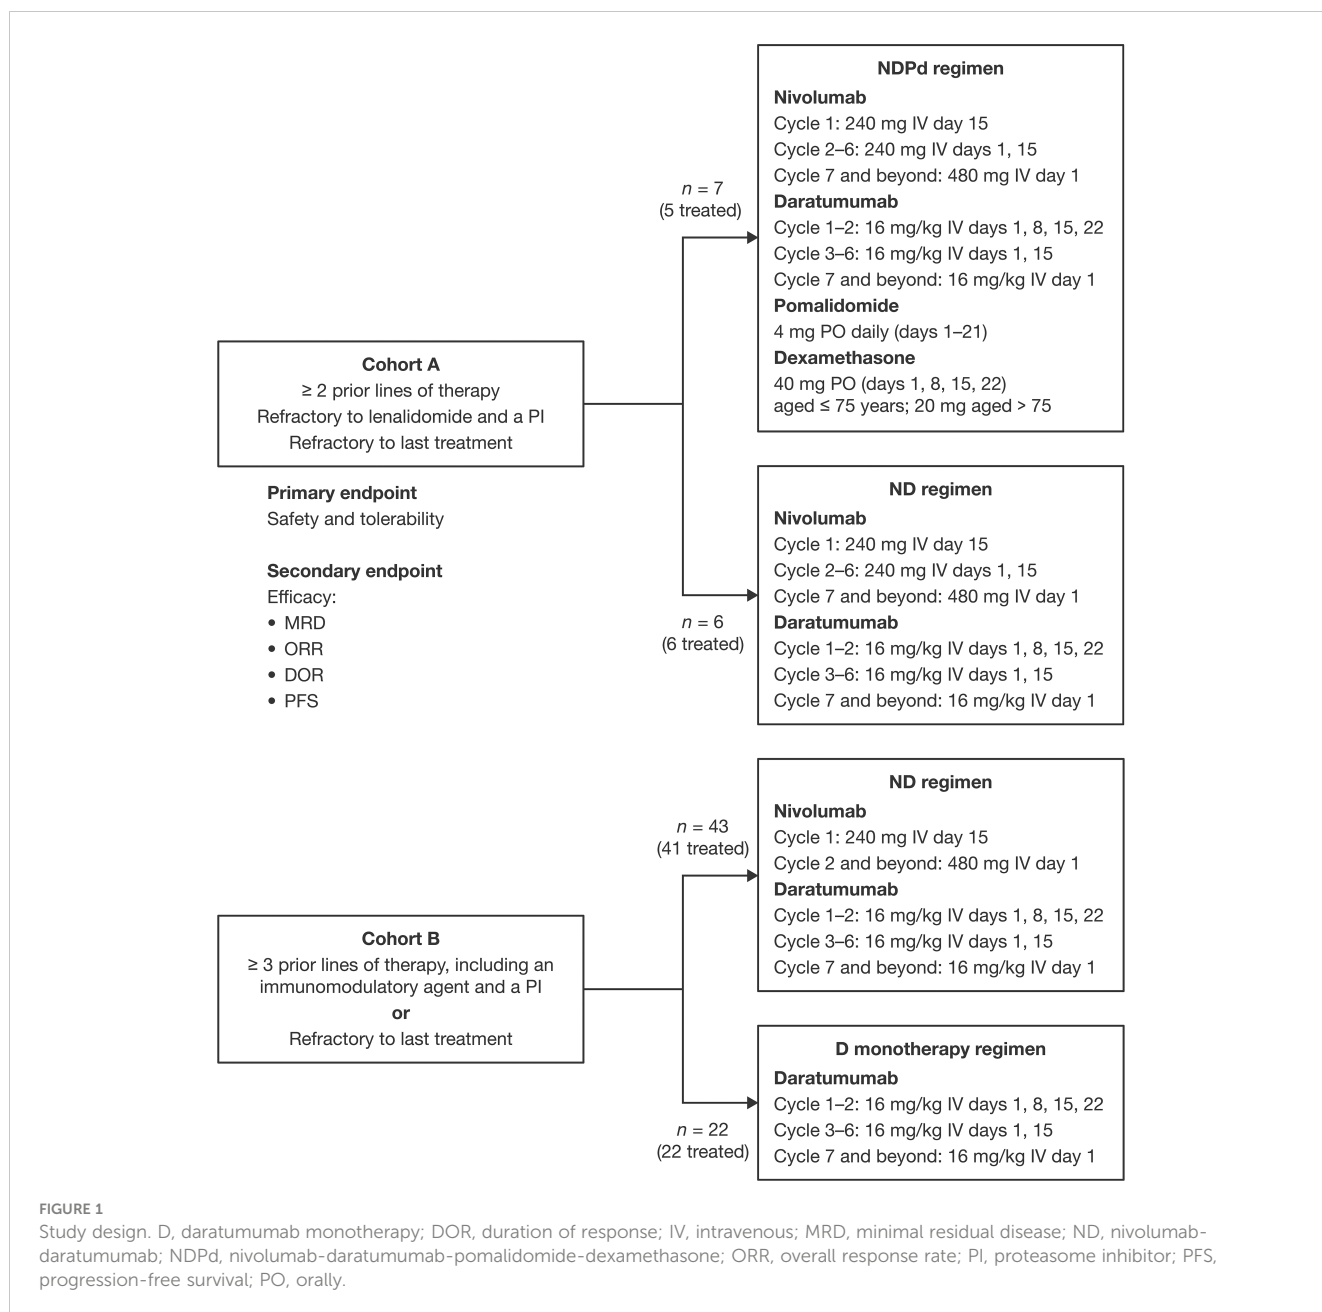 NDPd regimen
Nivolumab
Cycle 1: 240 mg IV day 15
Cycle 2–6: 240 mg IV days 1, 15
Cycle 7 and beyond: 480 mg IV day 1
Daratumumab
Cycle 1–2: 16 mg/kg IV days 1, 8, 15, 22
Cycle 3–6: 16 mg/kg IV days 1, 15
Cycle 7 and beyond: 16 mg/kg IV day 1
Pomalidomide
4 mg PO daily (days 1–21)
Dexamethasone
40 mg PO (days 1, 8, 15, 22)
aged ≤ 75 years; 20 mg aged > 75
n = 7
(5 treated)
Cohort A
≥ 2 prior lines of therapy
Refractory to lenalidomide and a PI
Refractory to last treatment
Primary endpoint
Safety and tolerability
Secondary endpoint
Efficacy:
• MRD
• ORR
• DOR
• PFS
n = 6
(6 treated)
ND regimen
Nivolumab
Cycle 1: 240 mg IV day 15
Cycle 2–6: 240 mg IV days 1, 15
Cycle 7 and beyond: 480 mg IV day 1
Daratumumab
Cycle 1–2: 16 mg/kg IV days 1, 8, 15, 22
Cycle 3–6: 16 mg/kg IV days 1, 15
Cycle 7 and beyond: 16 mg/kg IV day 1
n = 43
(41 treated)
ND regimen
Nivolumab
Cycle 1: 240 mg IV day 15
Cycle 2 and beyond: 480 mg IV day 1
Daratumumab
Cycle 1–2: 16 mg/kg IV days 1, 8, 15, 22
Cycle 3–6: 16 mg/kg IV days 1, 15
Cycle 7 and beyond: 16 mg/kg IV day 1
Cohort B
≥ 3 prior lines of therapy, including an
immunomodulatory agent and a PI
or
Refractory to last treatment
n = 22
(22 treated)
D monotherapy regimen
Daratumumab
Cycle 1–2: 16 mg/kg IV days 1, 8, 15, 22
Cycle 3–6: 16 mg/kg IV days 1, 15
Cycle 7 and beyond: 16 mg/kg IV day 1
FIGURE 1
Study design. D, daratumumab monotherapy; DOR, duration of response; IV, intravenous; MRD, minimal residual disease; ND, nivolumab-
daratumumab; NDPd, nivolumab-daratumumab-pomalidomide-dexamethasone; ORR, overall response rate; PI, proteasome inhibitor; PFS,
progression-free survival; PO, orally.